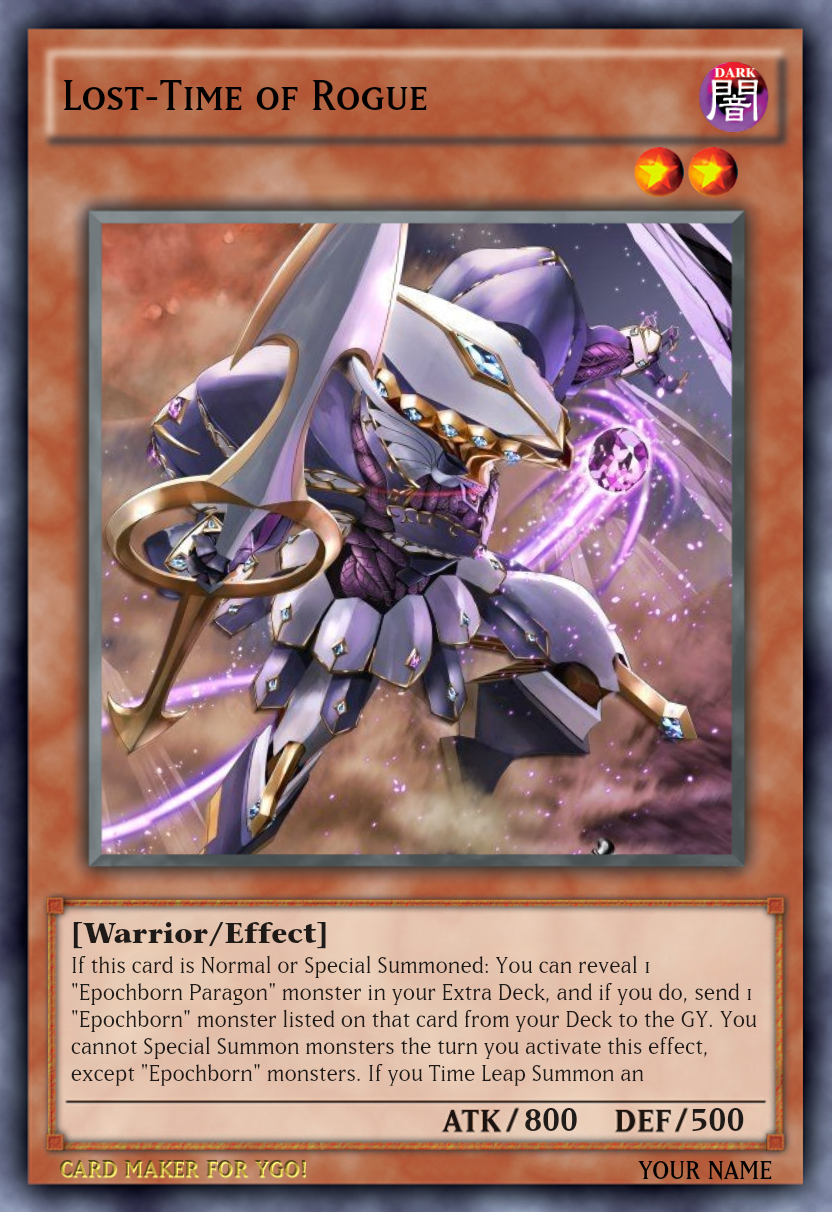 Lost-Time of Rogue
DARK
闇
[Warrior/Effect]
If this card is Normal or Special Summoned: You can reveal 1
"Epochborn Paragon" monster in your Extra Deck, and if you do, send 1
"Epochborn" monster listed on that card from your Deck to the GY. You
cannot Special Summon monsters the turn you activate this effect,
except "Epochborn" monsters. If you Time Leap Summon an
ATK/800 DEF/500
CARD MAKER FOR YGO! YOUR NAME